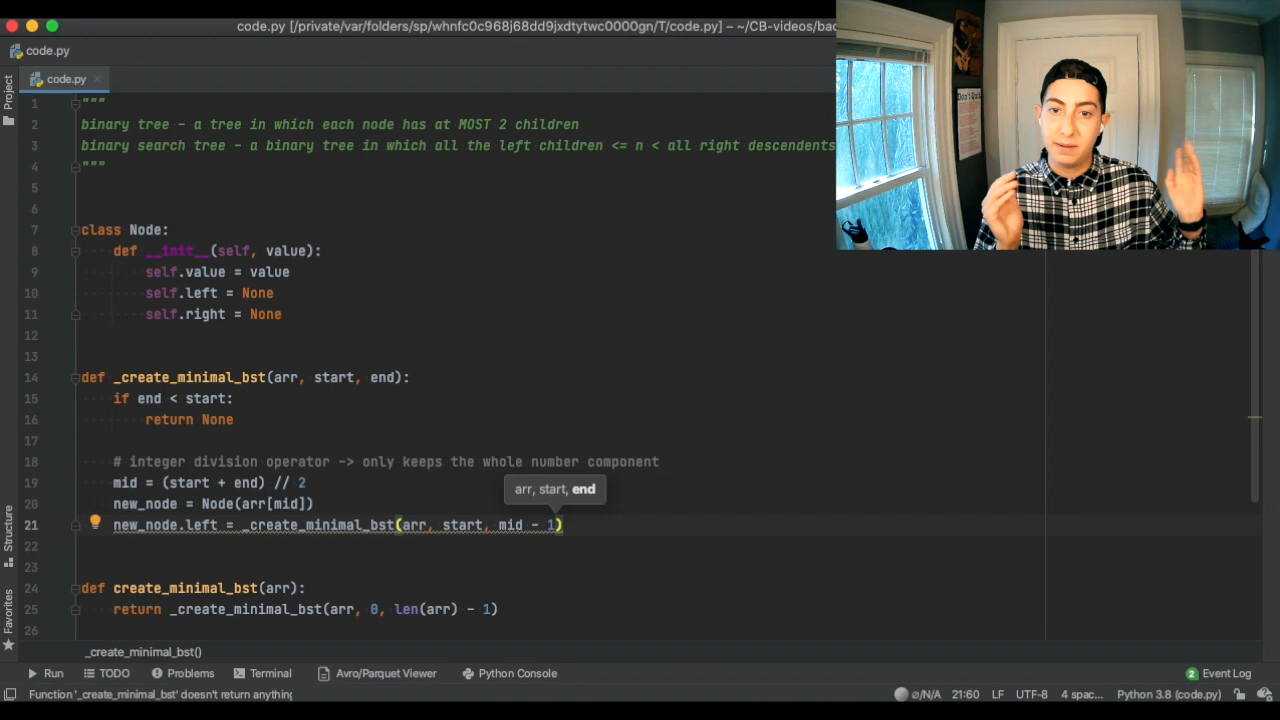 code.py [/private/var/folders/sp/whnfc0c968j68dd9jxdtytwc0000gn/T/code.py] – ~/CB-videos/bac
code.py
code.py
Project
1 """
2 binary tree - a tree in which each node has at MOST 2 children
3 binary search tree - a binary tree in which all the left children <= n < all right descendents
4 """
5
6
7 class Node:
8 def __init__(self, value):
9 self.value = value
10 self.left = None
11 self.right = None
12
13
14 def _create_minimal_bst(arr, start, end):
15 if end < start:
16 return None
17
18 # integer division operator -> only keeps the whole number component
19 mid = (start + end) // 2
arr, start, end
20 new_node = Node(arr[mid])
21 new_node.left = _create_minimal_bst(arr, start, mid - 1)
22
23
24 def create_minimal_bst(arr):
25 return _create_minimal_bst(arr, 0, len(arr) - 1)
26
Structure
Favorites
Don't Quit
_create_minimal_bst()
Run TODO Problems Terminal Avro/Parquet Viewer Python Console 2 Event Log
Function '_create_minimal_bst' doesn't return anything ⌀/N/A 21:60 LF UTF-8 4 spac... Python 3.8 (code.py)